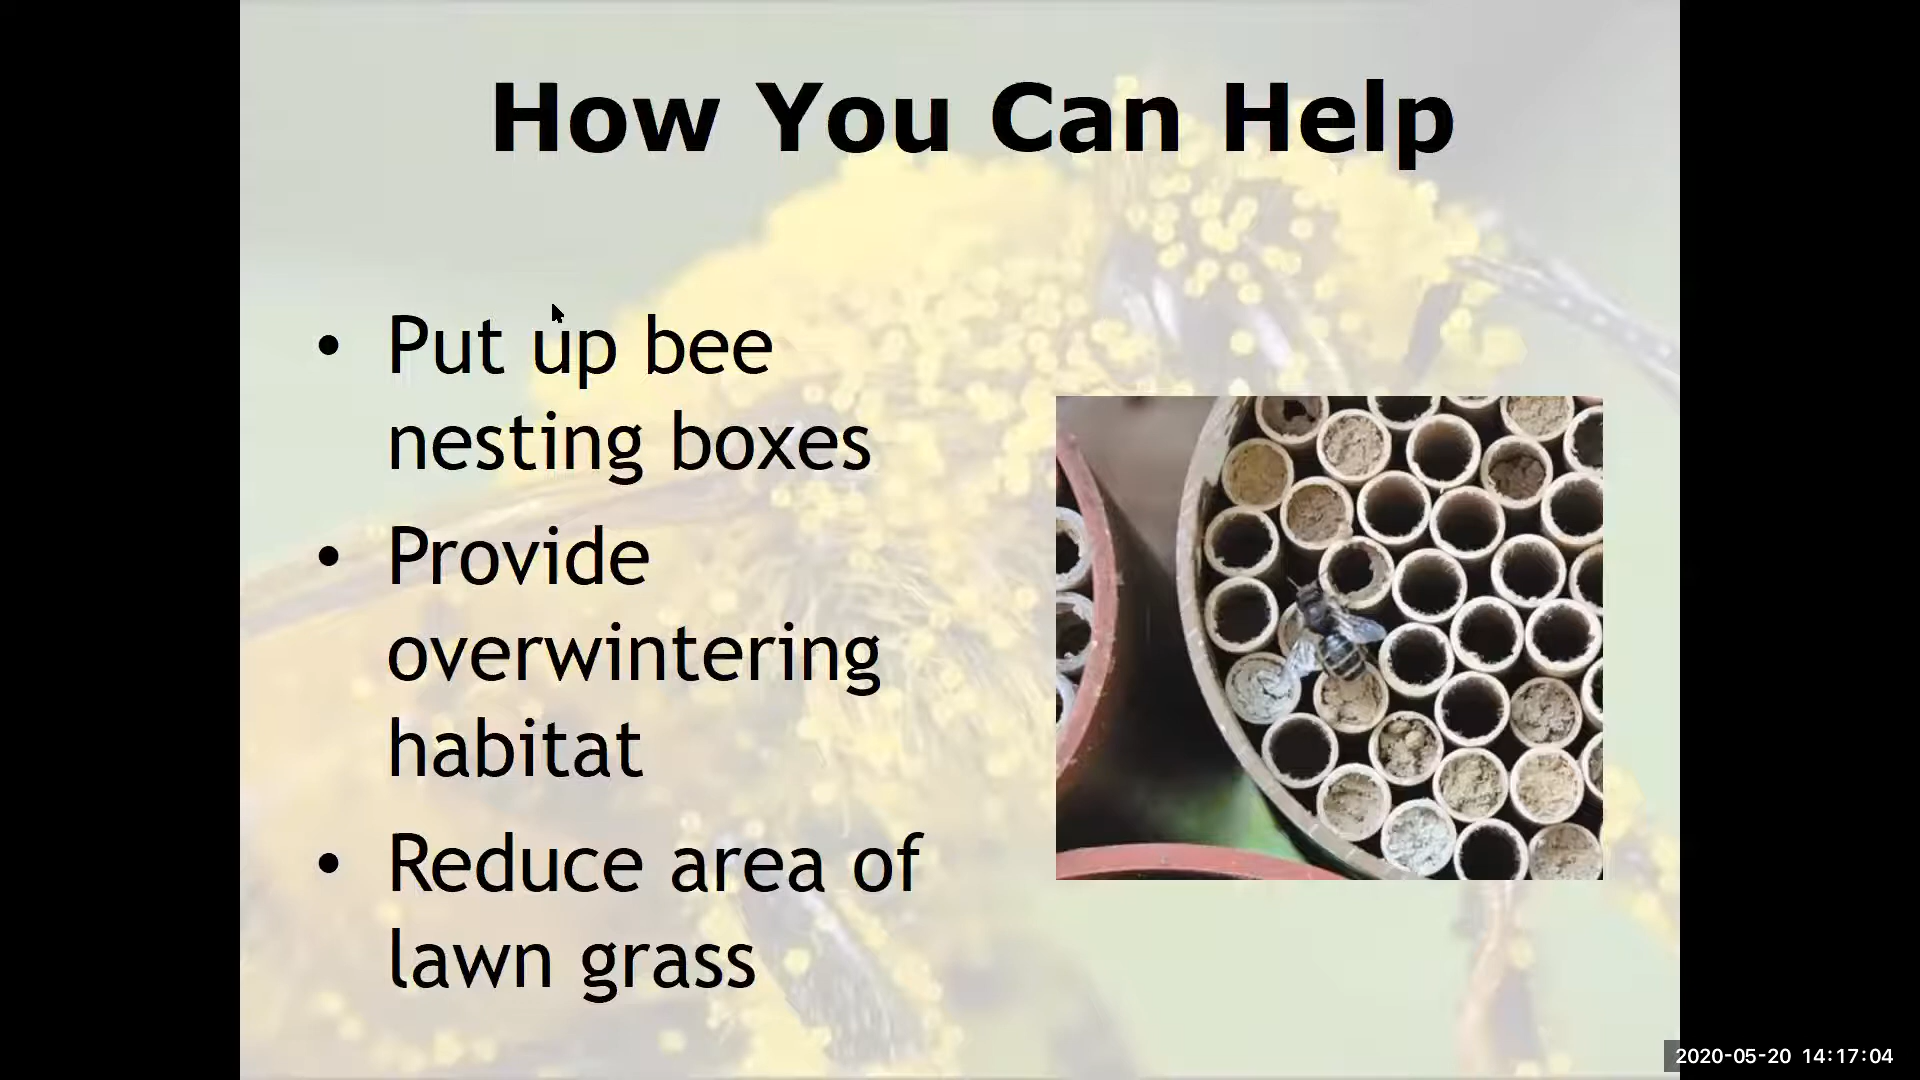 How You Can Help
• Put up bee
nesting boxes
• Provide
overwintering
habitat
• Reduce area of
lawn grass
2020-05-20 14:17:04